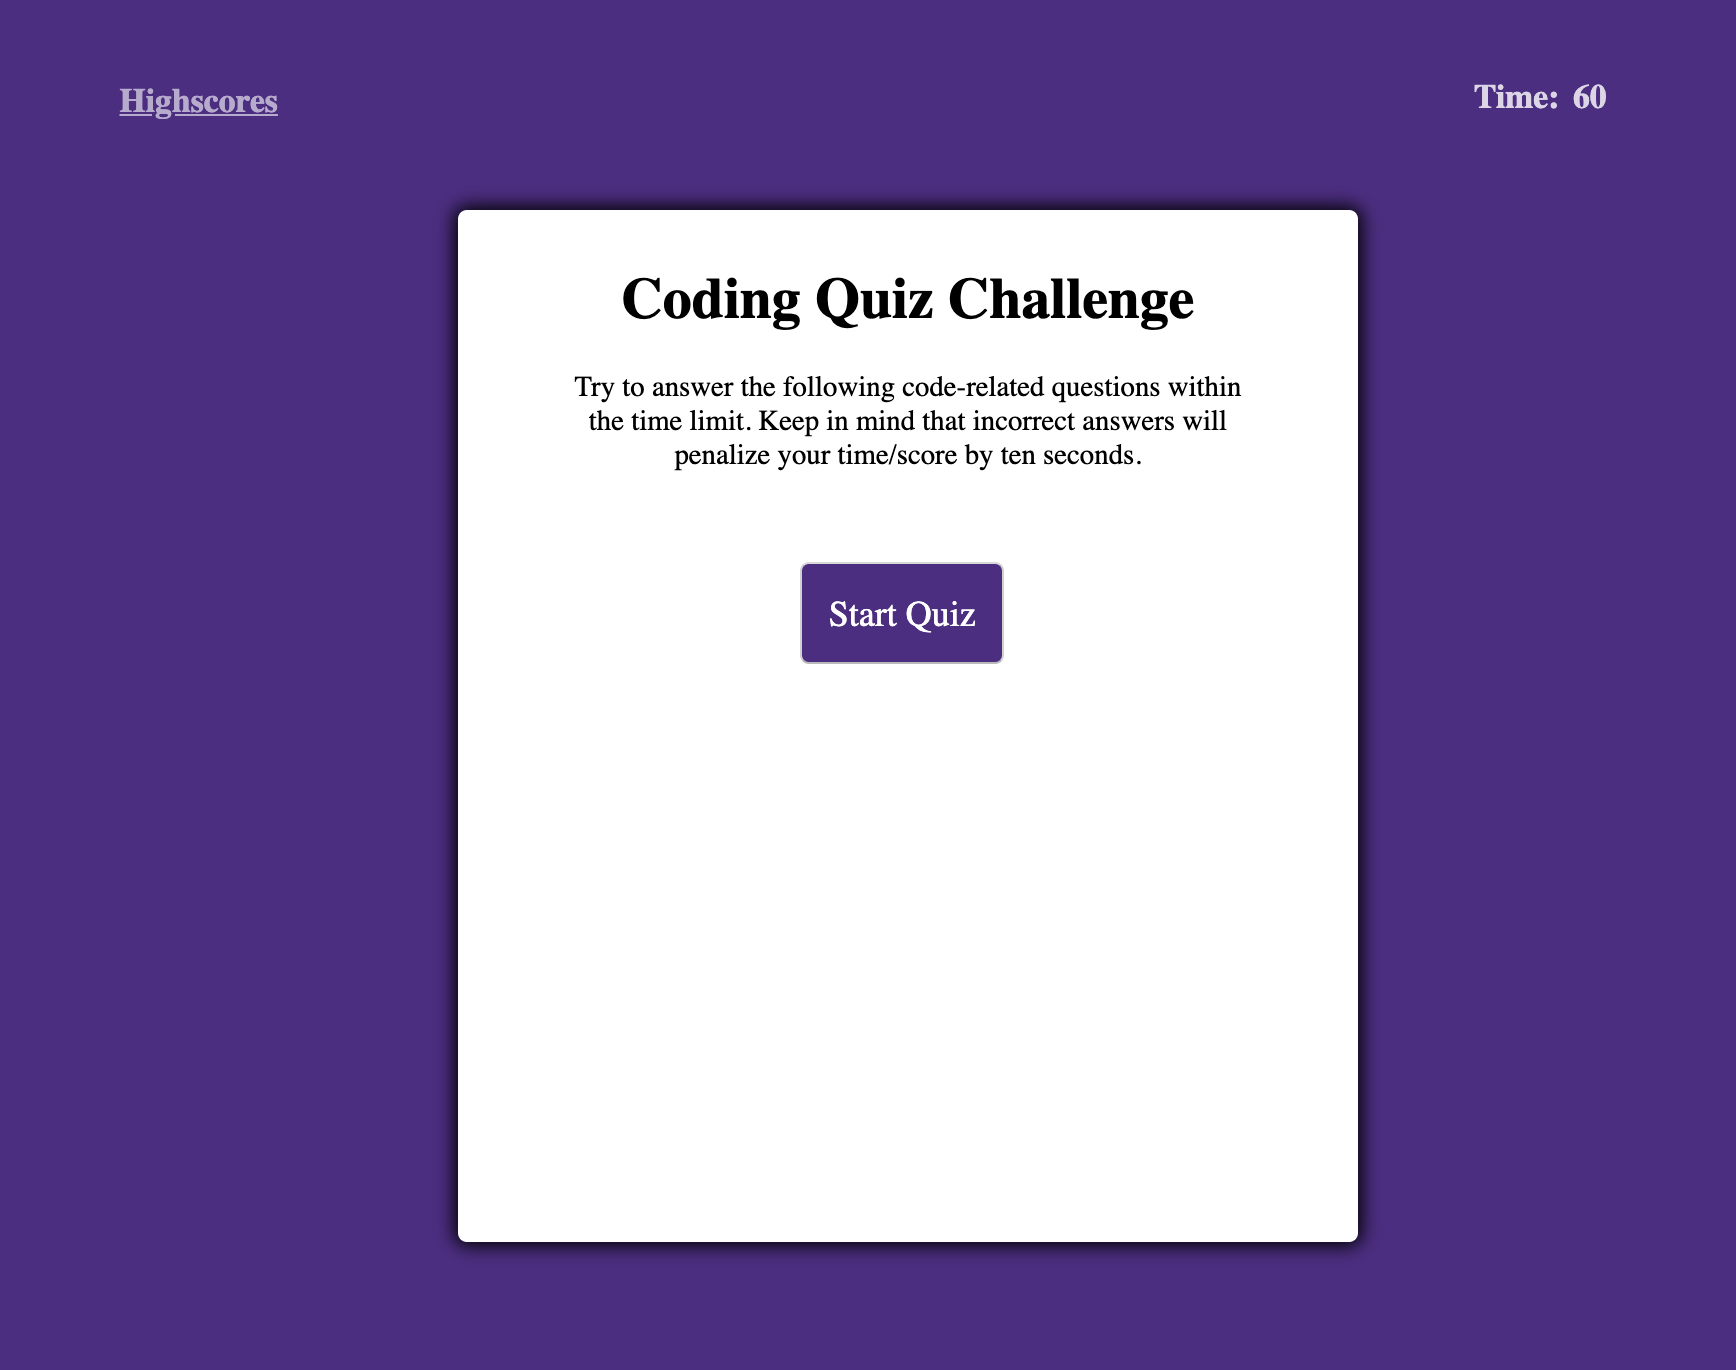 Highscores
Time: 60
Coding Quiz Challenge
Try to answer the following code-related questions within
the time limit. Keep in mind that incorrect answers will
penalize your time/score by ten seconds.
Start Quiz